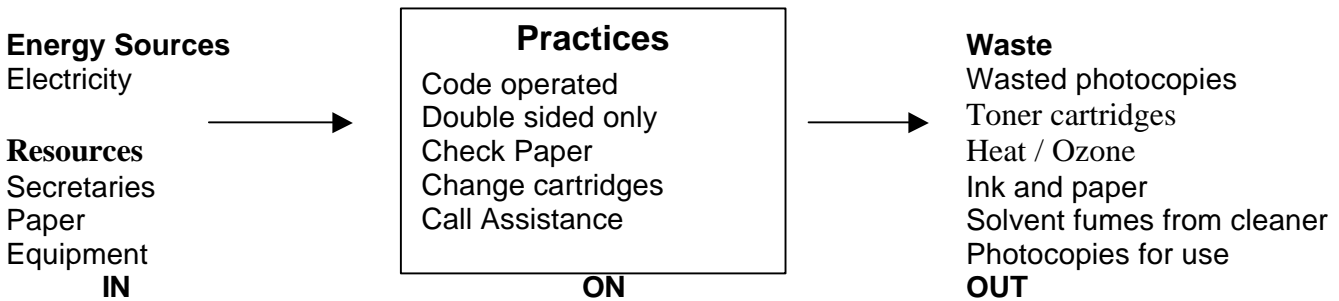 Energy Sources
Electricity
Resources
Secretaries
Paper
Equipment
IN
Practices
Code operated
Double sided only
Check Paper
Change cartridges
Call Assistance
ON
Waste
Wasted photocopies
Toner cartridges
Heat / Ozone
Ink and paper
Solvent fumes from cleaner
Photocopies for use
OUT